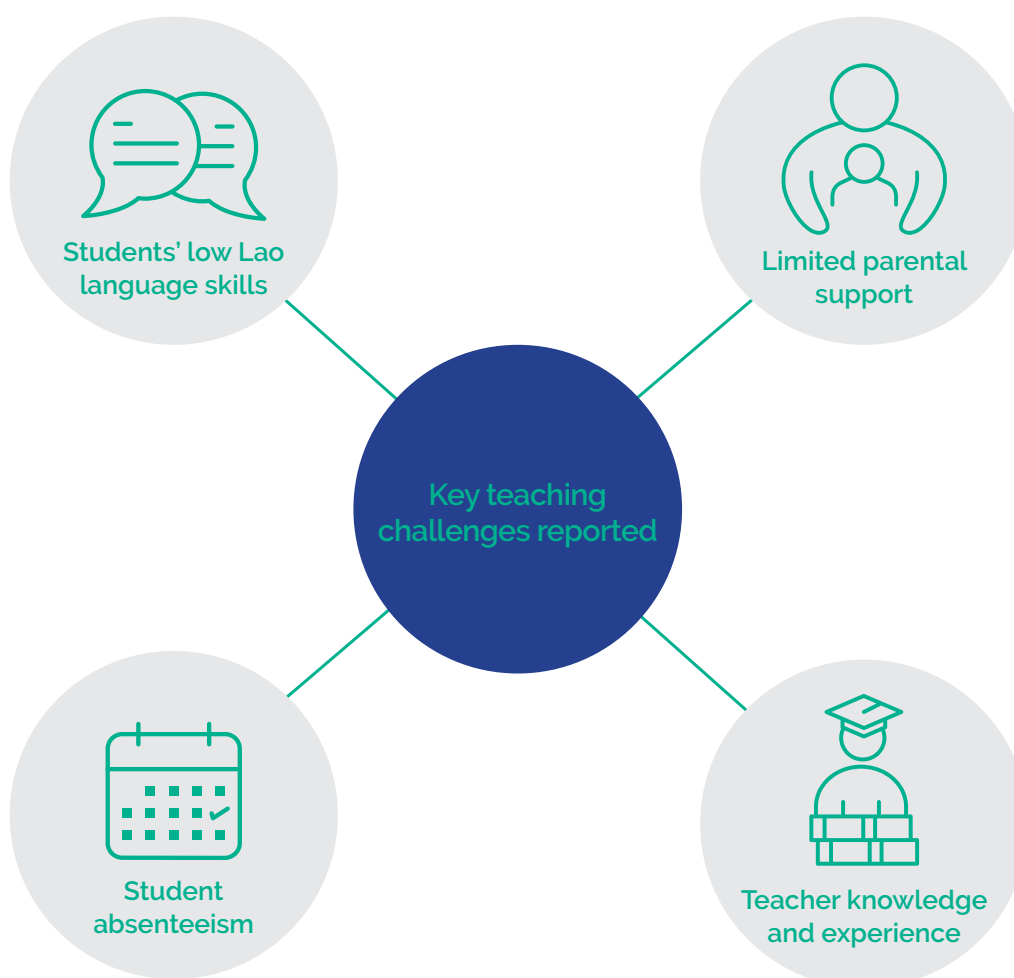 Students’ low Lao
language skills
Limited parental
support
Key teaching
challenges reported
Student
absenteeism
Teacher knowledge
and experience